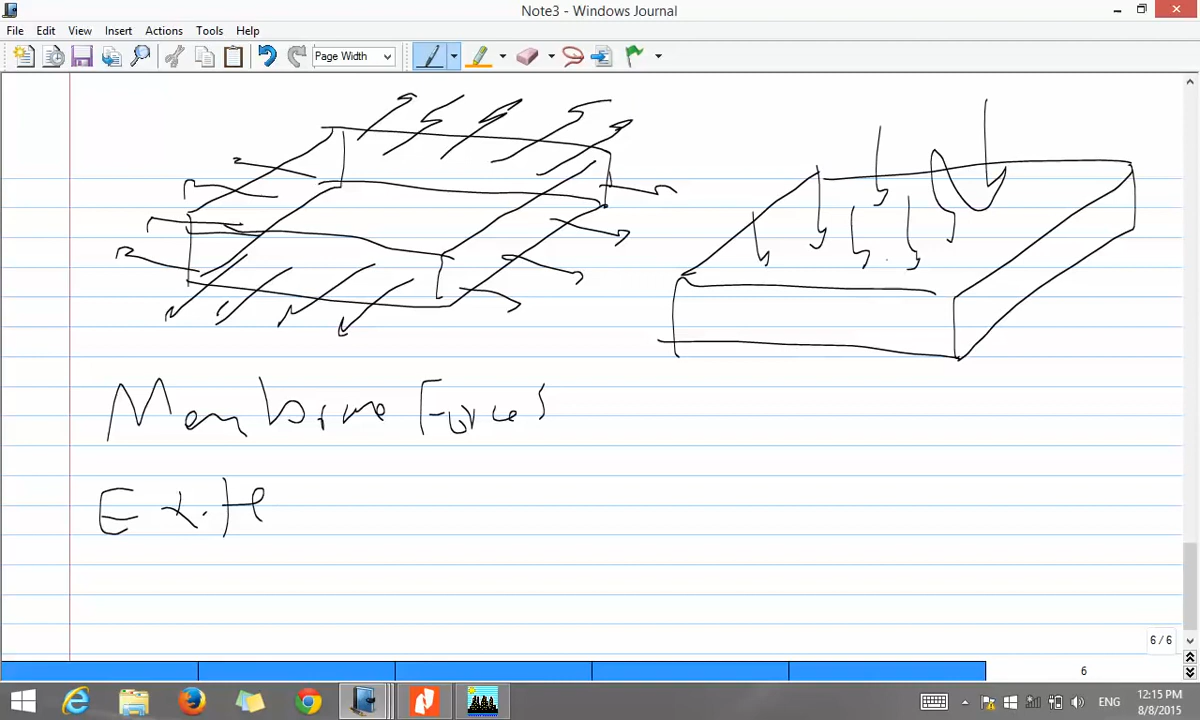 Note3 - Windows Journal
File Edit View Insert Actions Tools Help
Page Width
Membrane Forces
6 / 6
6
ENG
12:15 PM
8/8/2015